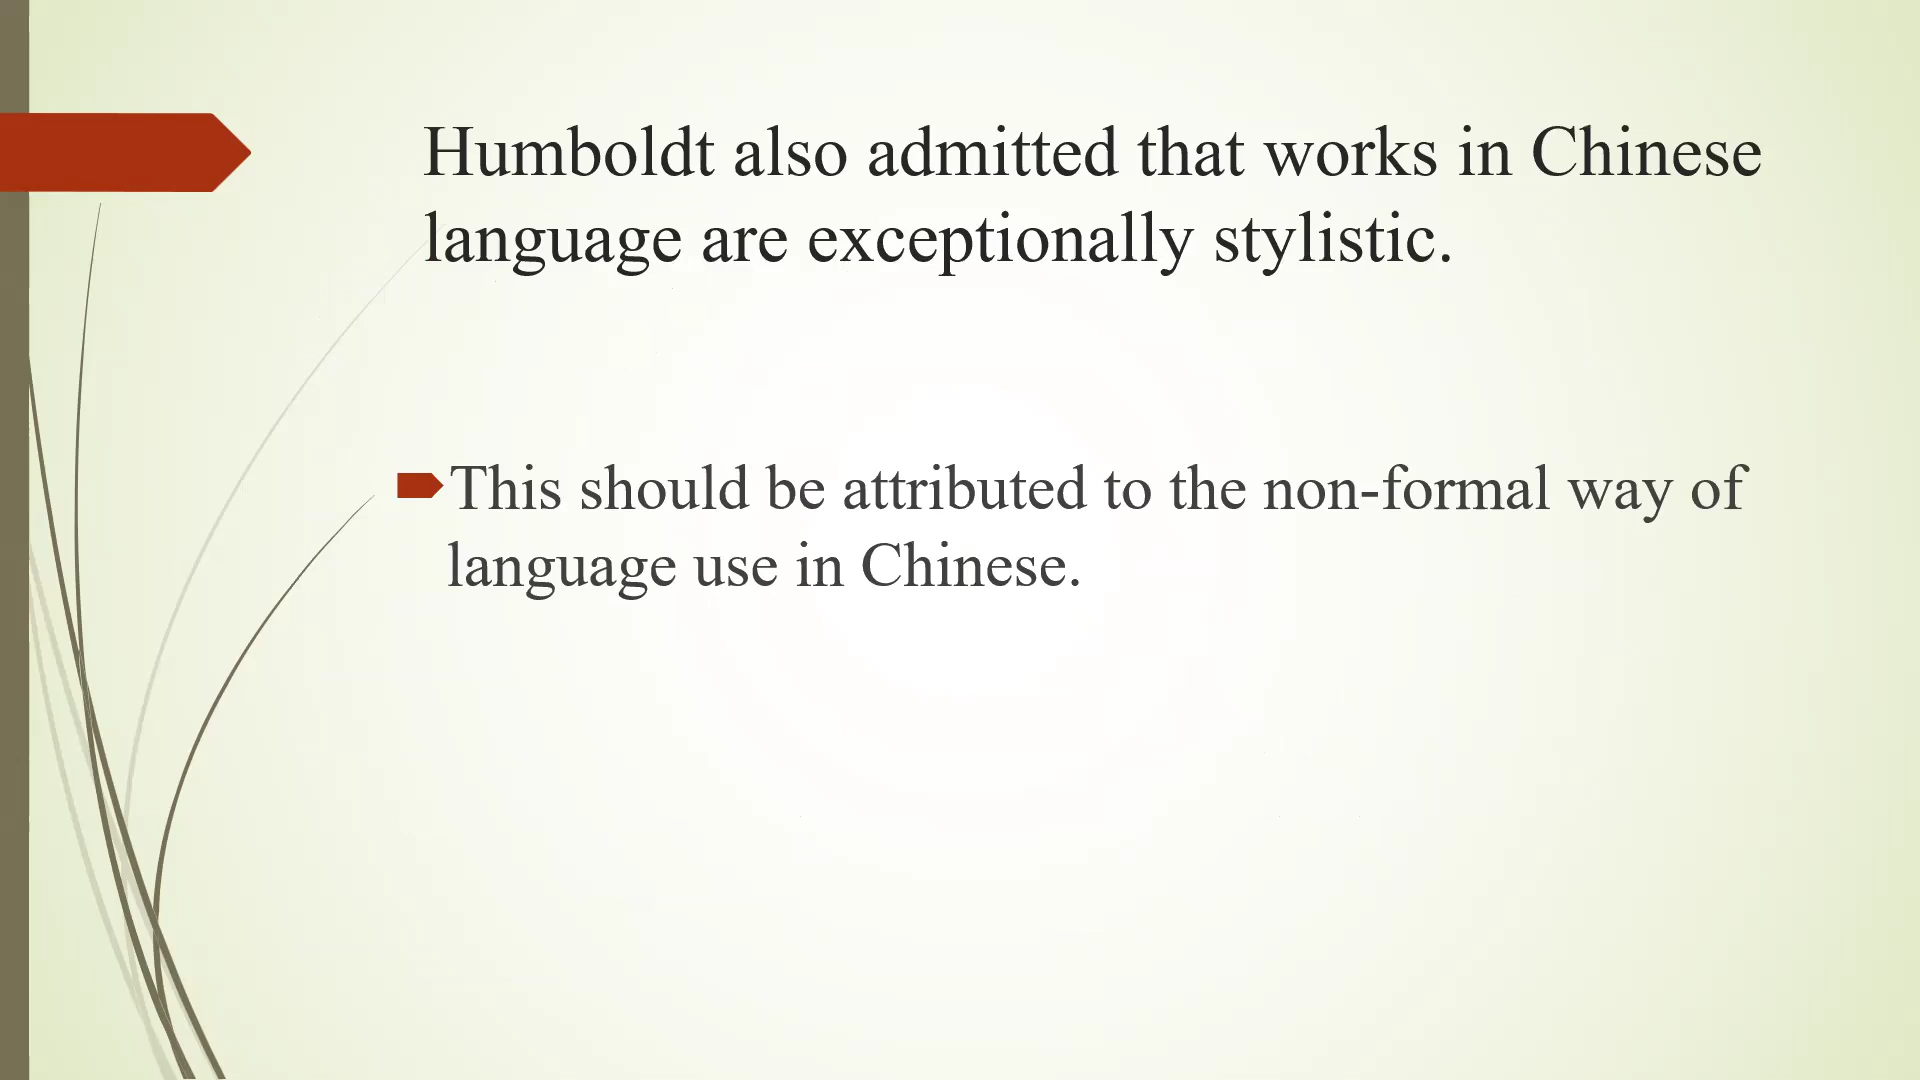 Humboldt also admitted that works in Chinese
language are exceptionally stylistic.
This should be attributed to the non-formal way of
language use in Chinese.